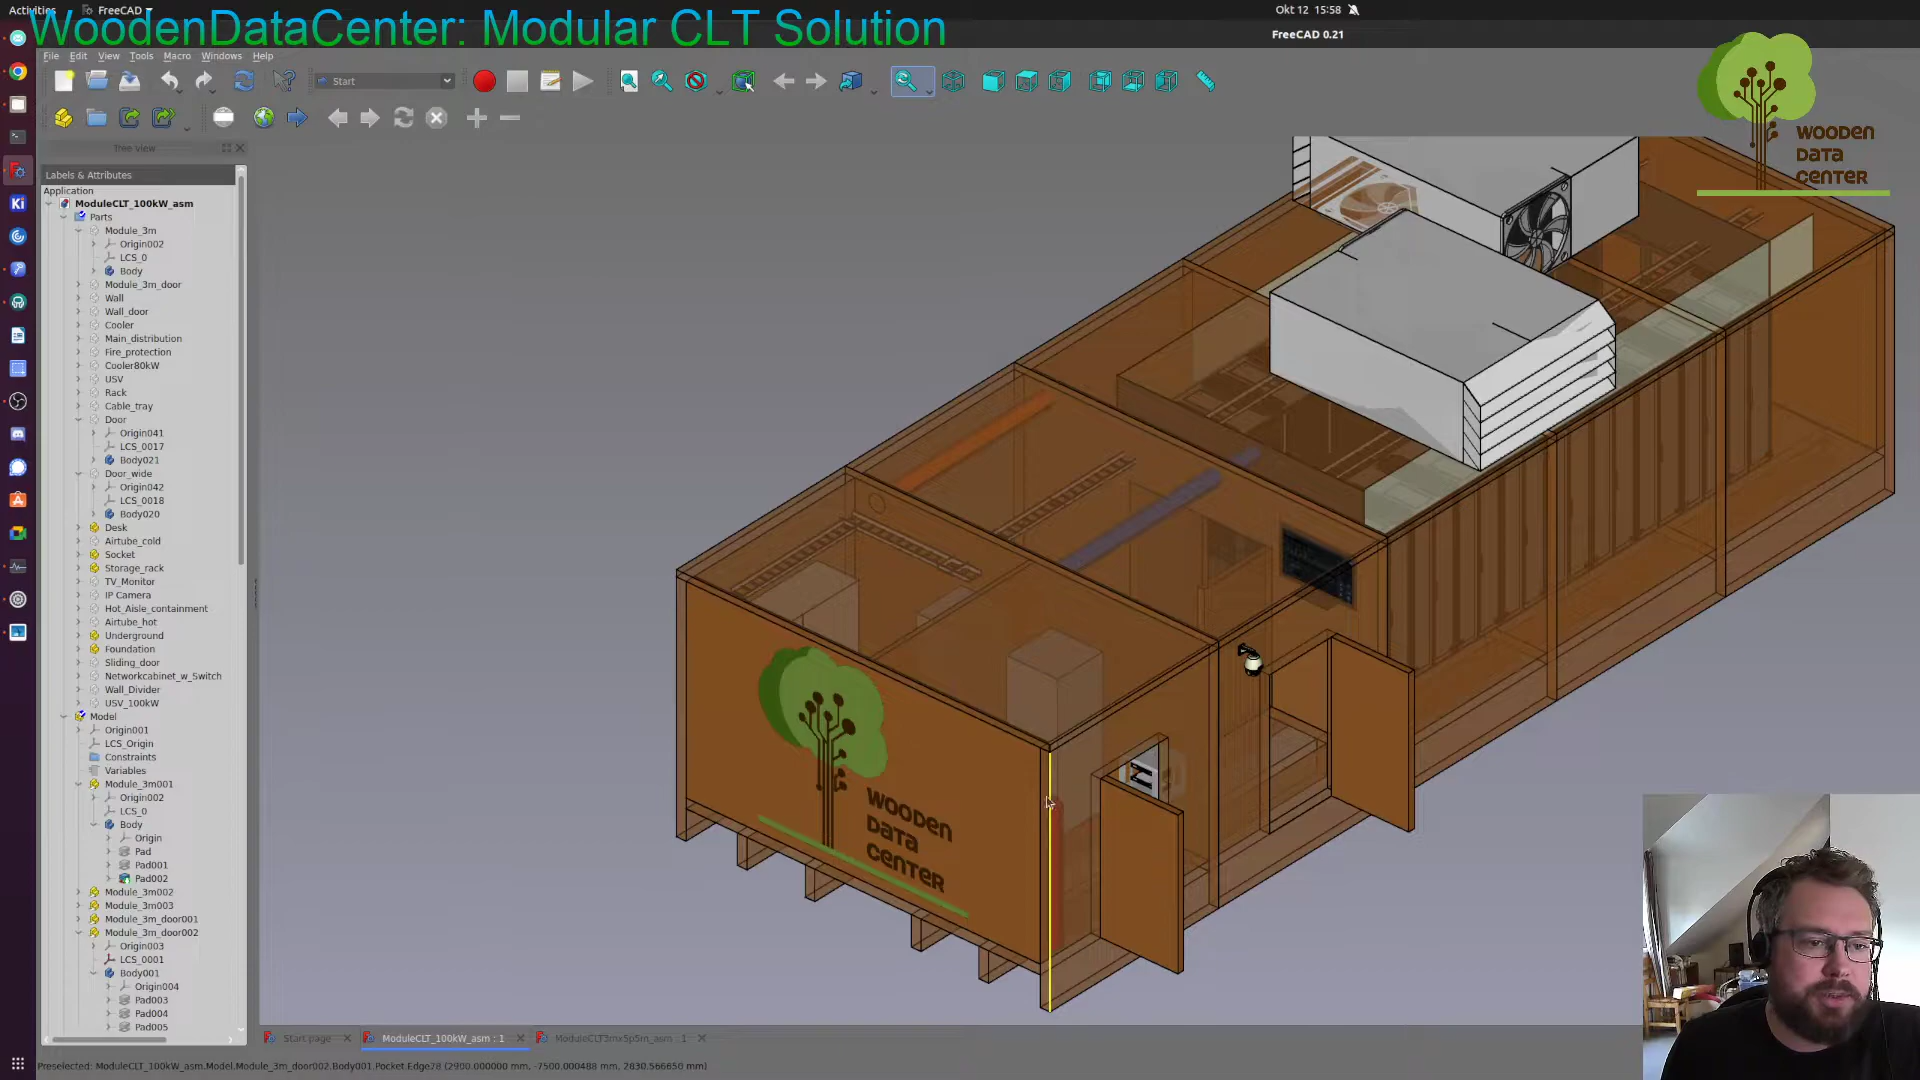 Activities
FreeCAD
Okt 12 15:58
WoodenDataCenter: Modular CLT Solution
FreeCAD 0.21
File Edit View Tools Macro Windows Help
Start
WOODEN
DATA
CENTER
Tree view
Labels & Attributes
Application
ModuleCLT_100kW_asm
Parts
Module_3m
Origin002
LCS_0
Body
Module_3m_door
Wall
Wall_door
Cooler
Main_distribution
Fire_protection
Cooler80kW
USV
Rack
Cable_tray
Door
Origin041
LCS_0017
Body021
Door_wide
Origin042
LCS_0018
Body020
Desk
Airtube_cold
Socket
Storage_rack
TV_Monitor
IP Camera
Hot_Aisle_containment
Airtube_hot
Underground
Foundation
Sliding_door
Networkcabinet_w_Switch
Wall_Divider
USV_100kW
Model
Origin001
LCS_Origin
Constraints
Variables
Module_3m001
Origin002
LCS_0
Body
Origin
Pad
Pad001
Pad002
Module_3m002
Module_3m003
Module_3m_door001
Module_3m_door002
Origin003
LCS_0001
Body001
Origin004
Pad003
Pad004
Pad005
Ki
WOODEN
DATA
CENTER
Start page
ModuleCLT_100kW_asm : 1
ModuleCLT3mx5p5m_asm : 1
Preselected: ModuleCLT_100kW_asm.Model.Module_3m_door002.Body001.Pocket.Edge28 (2900.000000 mm, -7500.000488 mm, 2830.566650 mm)